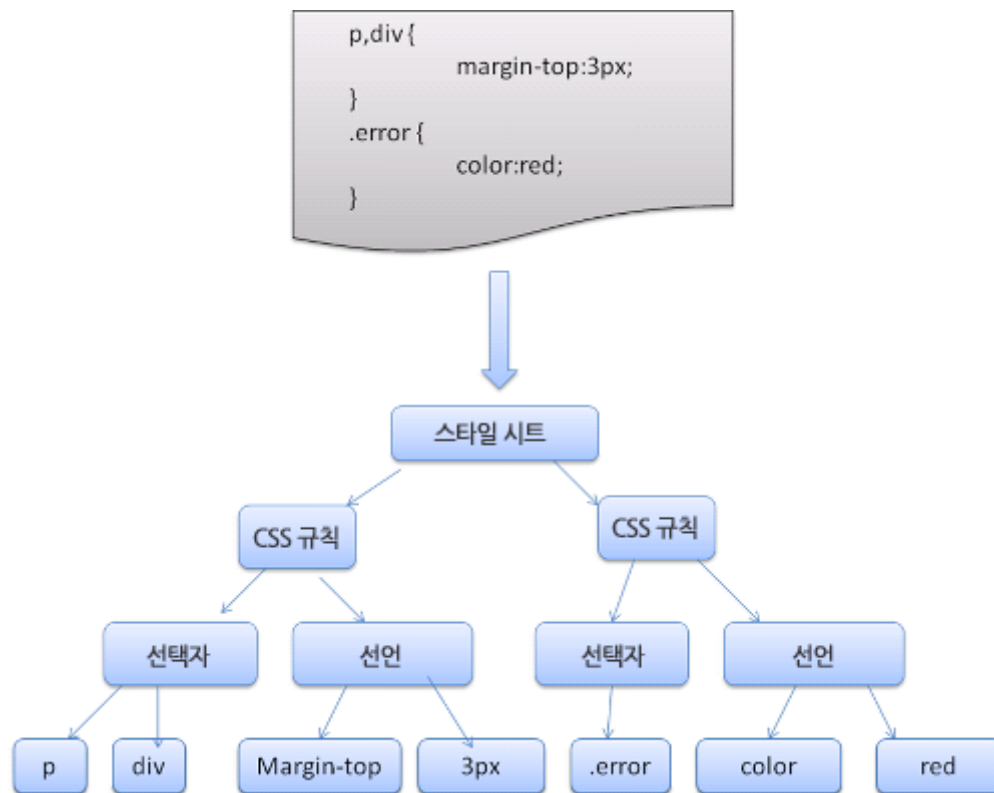 p,div {
margin-top:3px;
}
.error {
color:red;
}
스타일 시트
CSS 규칙 CSS 규칙
선택자 선언 선택자 선언
p div Margin-top 3px .error color red